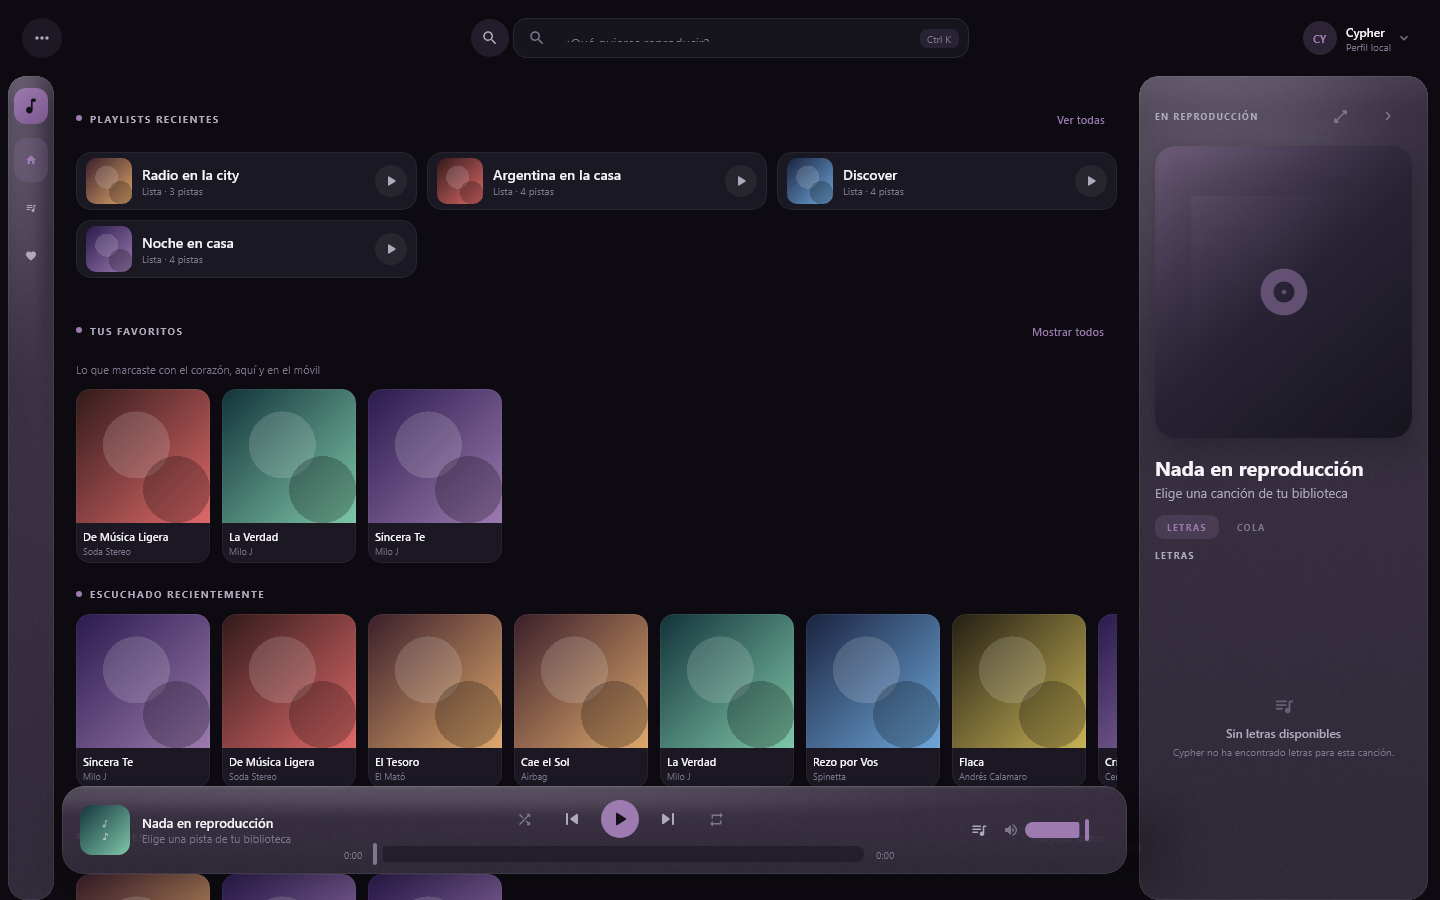 Ctrl K
CY
Cypher
Perfil local
PLAYLISTS RECIENTES
Ver todas
Radio en la city
Lista · 3 pistas
Argentina en la casa
Lista · 4 pistas
Discover
Lista · 4 pistas
Noche en casa
Lista · 4 pistas
TUS FAVORITOS
Mostrar todos
Lo que marcaste con el corazón, aquí y en el móvil
De Música Ligera
Soda Stereo
La Verdad
Milo J
Sincera Te
Milo J
ESCUCHADO RECIENTEMENTE
Sincera Te
Milo J
De Música Ligera
Soda Stereo
El Tesoro
El Mató
Cae el Sol
Airbag
La Verdad
Milo J
Rezo por Vos
Spinetta
Flaca
Andrés Calamaro
Nada en reproducción
Elige una pista de tu biblioteca
0:00
0:00
EN REPRODUCCIÓN
Nada en reproducción
Elige una canción de tu biblioteca
LETRAS
COLA
LETRAS
Sin letras disponibles
Cypher no ha encontrado letras para esta canción.